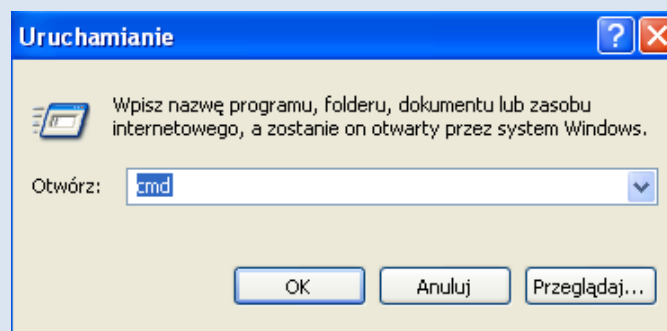 Uruchamianie
Wpisz nazwę programu, folderu, dokumentu lub zasobu
internetowego, a zostanie on otwarty przez system Windows.
Otwórz: cmd
OK Anuluj Przeglądaj...